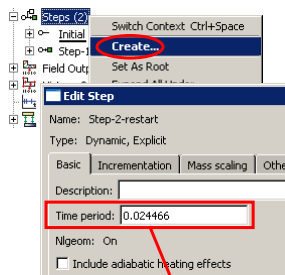 Steps (2)
Switch Context Ctrl+Space
Initial
Create...
Step-1
Set As Root
Field Outp
Edit Step
Name: Step-2-restart
Type: Dynamic, Explicit
Basic Incrementation Mass scaling Othe
Description:
Time period: 0.024466
Nlgeom: On
Include adiabatic heating effects